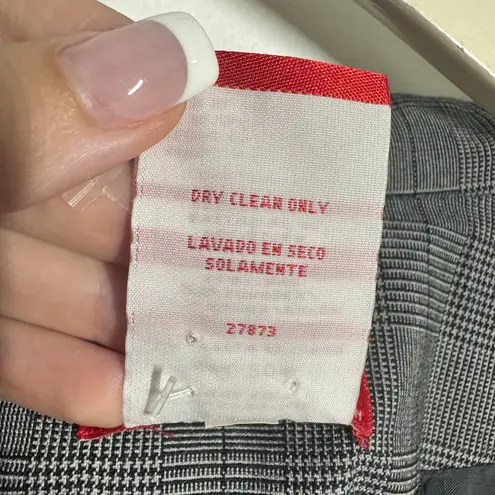 DRY CLEAN ONLY
LAVADO EN SECO
SOLAMENTE
27873